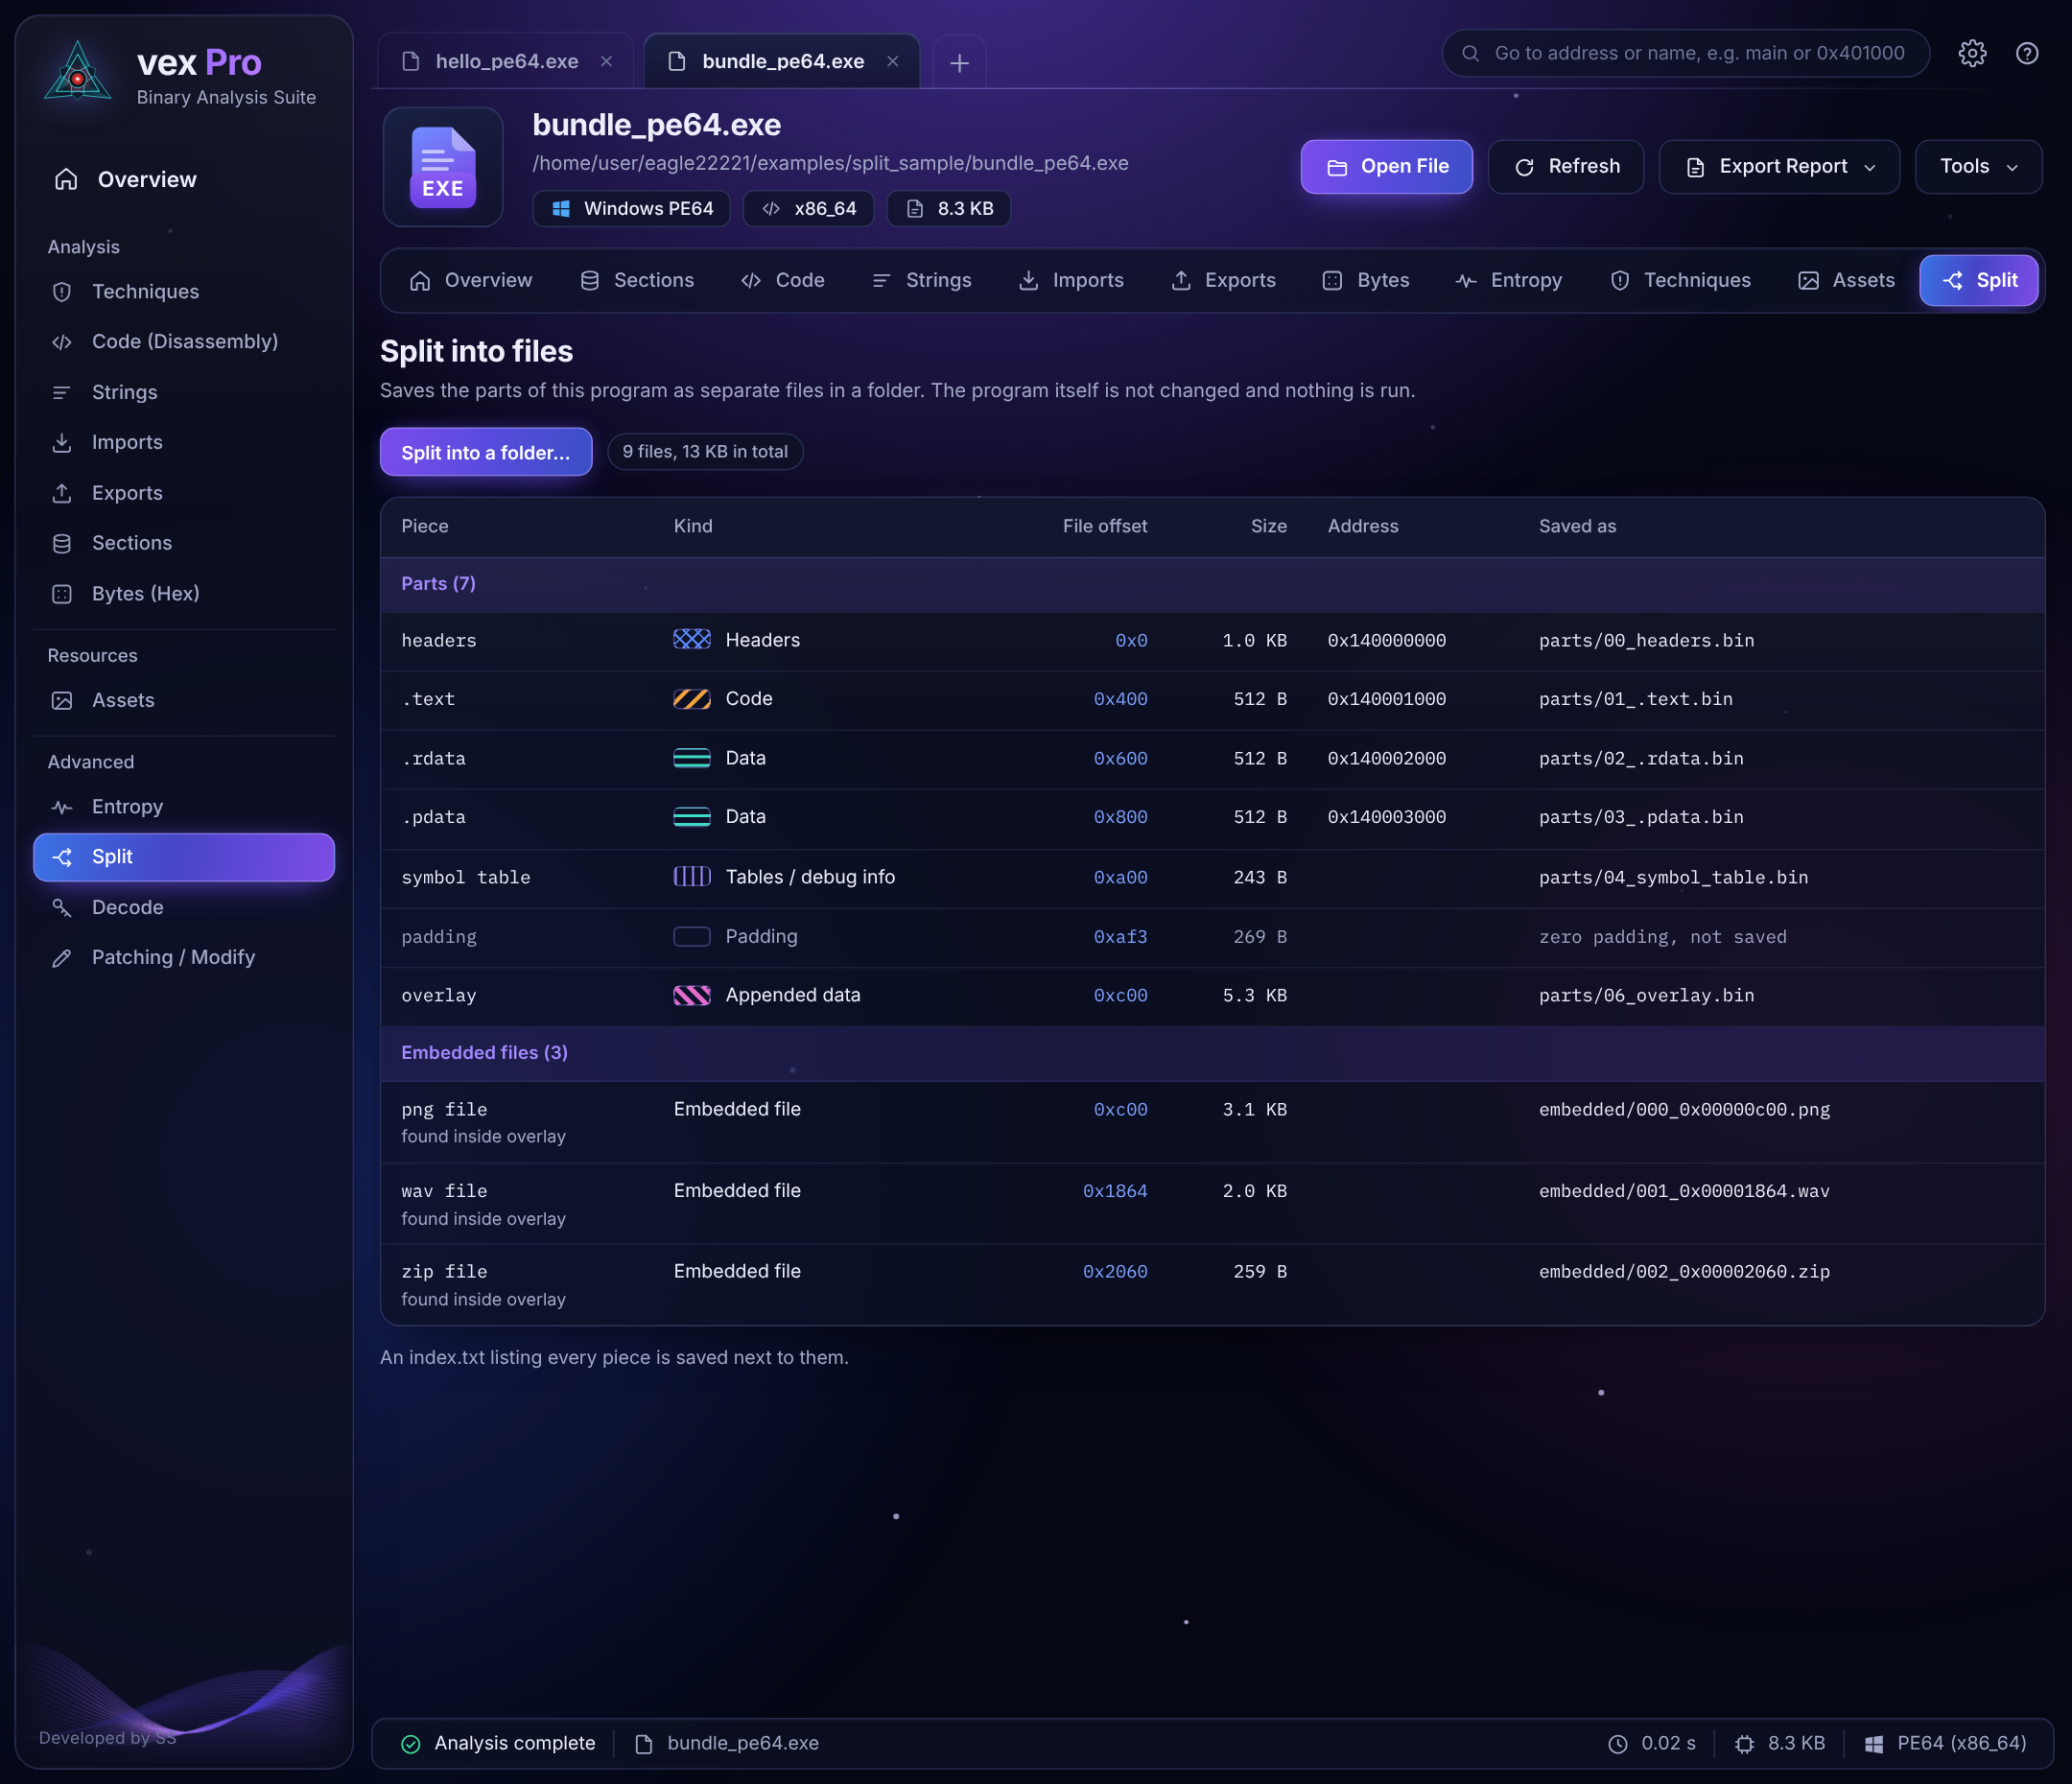 vex Pro
Binary Analysis Suite
Overview
Analysis
Techniques
Code (Disassembly)
Strings
Imports
Exports
Sections
Bytes (Hex)
Resources
Assets
Advanced
Entropy
Split
Decode
Patching / Modify
Developed by SS
hello_pe64.exe
bundle_pe64.exe
Go to address or name, e.g. main or 0x401000
EXE
bundle_pe64.exe
/home/user/eagle22221/examples/split_sample/bundle_pe64.exe
Windows PE64 x86_64 8.3 KB
Open File Refresh Export Report Tools
Overview Sections Code Strings Imports Exports Bytes Entropy Techniques Assets Split
Split into files
Saves the parts of this program as separate files in a folder. The program itself is not changed and nothing is run.
Split into a folder... 9 files, 13 KB in total
Piece Kind File offset Size Address Saved as
Parts (7)
headers Headers 0x0 1.0 KB 0x140000000 parts/00_headers.bin
.text Code 0x400 512 B 0x140001000 parts/01_.text.bin
.rdata Data 0x600 512 B 0x140002000 parts/02_.rdata.bin
.pdata Data 0x800 512 B 0x140003000 parts/03_.pdata.bin
symbol table Tables / debug info 0xa00 243 B parts/04_symbol_table.bin
padding Padding 0xaf3 269 B zero padding, not saved
overlay Appended data 0xc00 5.3 KB parts/06_overlay.bin
Embedded files (3)
png file Embedded file 0xc00 3.1 KB embedded/000_0x00000c00.png
found inside overlay
wav file Embedded file 0x1864 2.0 KB embedded/001_0x00001864.wav
found inside overlay
zip file Embedded file 0x2060 259 B embedded/002_0x00002060.zip
found inside overlay
An index.txt listing every piece is saved next to them.
Analysis complete bundle_pe64.exe 0.02 s 8.3 KB PE64 (x86_64)